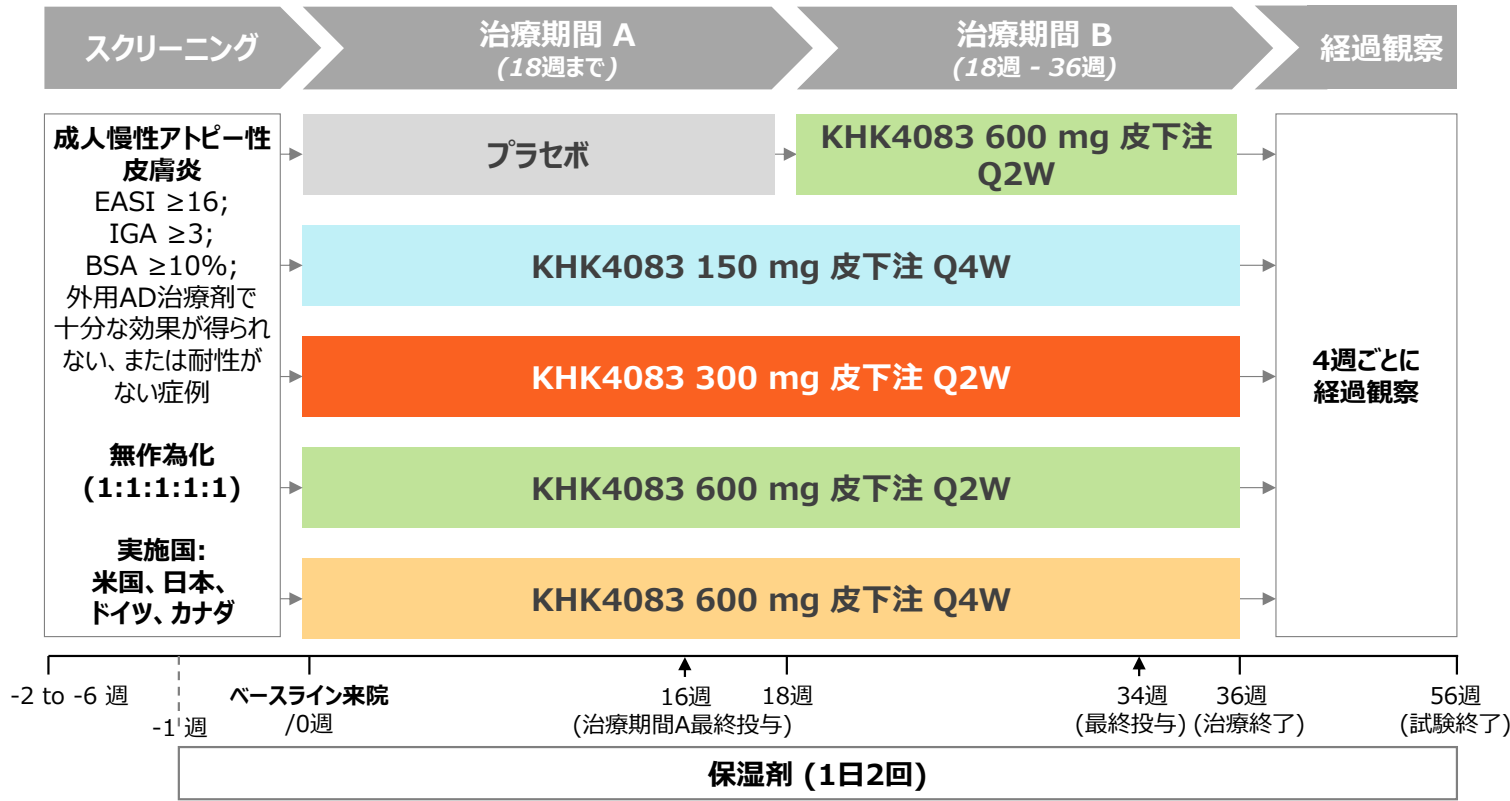 スクリーニング
治療期間 A
(18週まで)
治療期間 B
(18週 - 36週)
経過観察
成人慢性アトピー性
皮膚炎
EASI ≥16;
IGA ≥3;
BSA ≥10%;
外用AD治療剤で
十分な効果が得られ
ない、または耐性が
ない症例
無作為化
(1:1:1:1:1)
実施国:
米国、日本、
ドイツ、カナダ
プラセボ
KHK4083 600 mg 皮下注
Q2W
KHK4083 150 mg 皮下注 Q4W
KHK4083 300 mg 皮下注 Q2W
KHK4083 600 mg 皮下注 Q2W
KHK4083 600 mg 皮下注 Q4W
4週ごとに
経過観察
-2 to -6 週
-1 週
ベースライン来院
/0週
16週
(治療期間A最終投与)
18週
34週
(最終投与)
36週
(治療終了)
56週
(試験終了)
保湿剤 (1日2回)